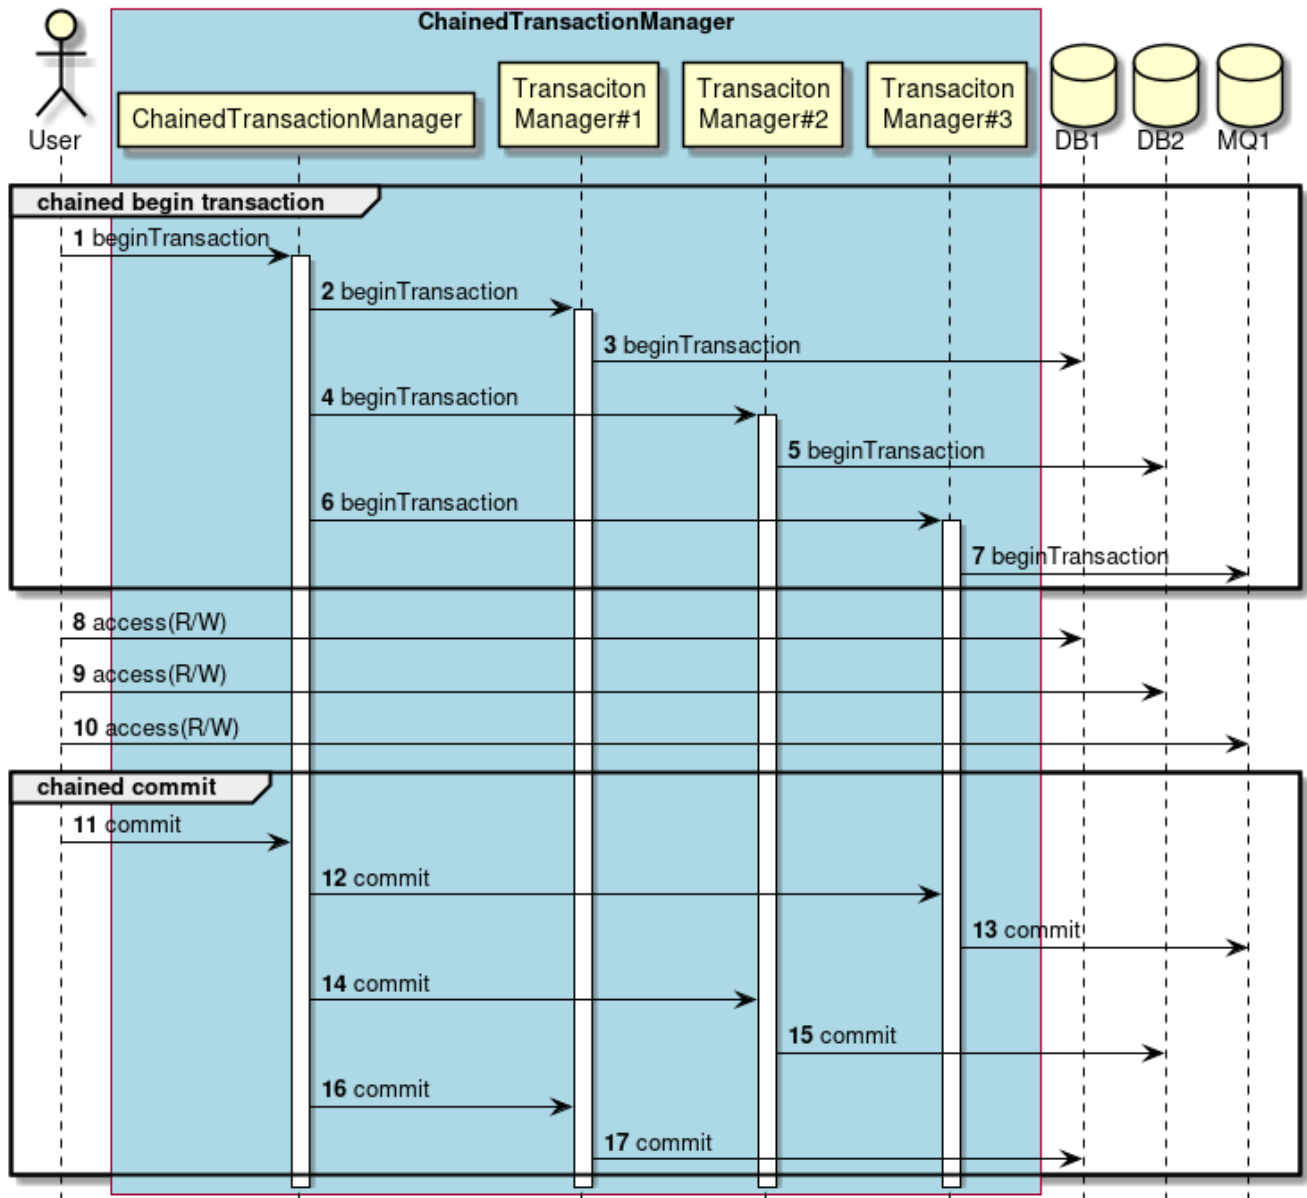 ChainedTransactionManager
User
ChainedTransactionManager
Transaciton
Manager#1
Transaciton
Manager#2
Transaciton
Manager#3
DB1
DB2
MQ1
chained begin transaction
1 beginTransaction
2 beginTransaction
3 beginTransaction
4 beginTransaction
5 beginTransaction
6 beginTransaction
7 beginTransaction
8 access(R/W)
9 access(R/W)
10 access(R/W)
chained commit
11 commit
12 commit
13 commit
14 commit
15 commit
16 commit
17 commit